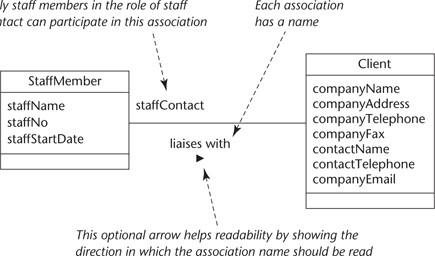 ly staff members in the role of staff
ntact can participate in this association
Each association
has a name
StaffMember
staffName
staffNo
staffStartDate
staffContact
liaises with
Client
companyName
companyAddress
companyTelephone
companyFax
contactName
contactTelephone
companyEmail
This optional arrow helps readability by showing the
direction in which the association name should be read